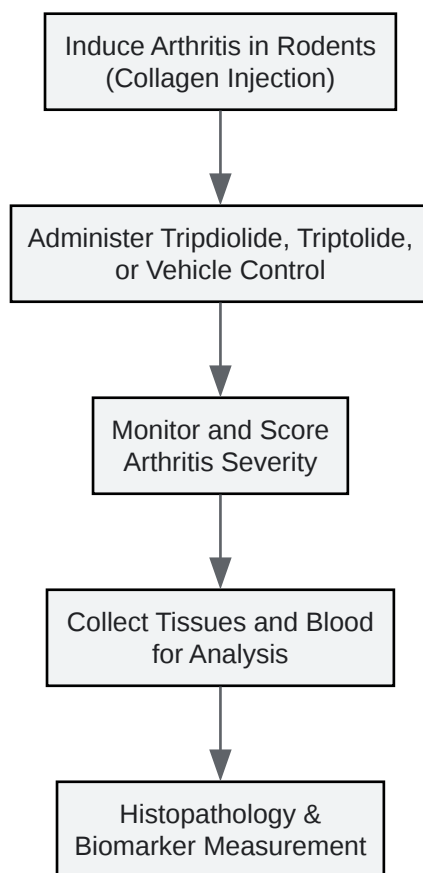 Induce Arthritis in Rodents
(Collagen Injection)
Administer Tripdiolide, Triptolide,
or Vehicle Control
Monitor and Score
Arthritis Severity
Collect Tissues and Blood
for Analysis
Histopathology &
Biomarker Measurement